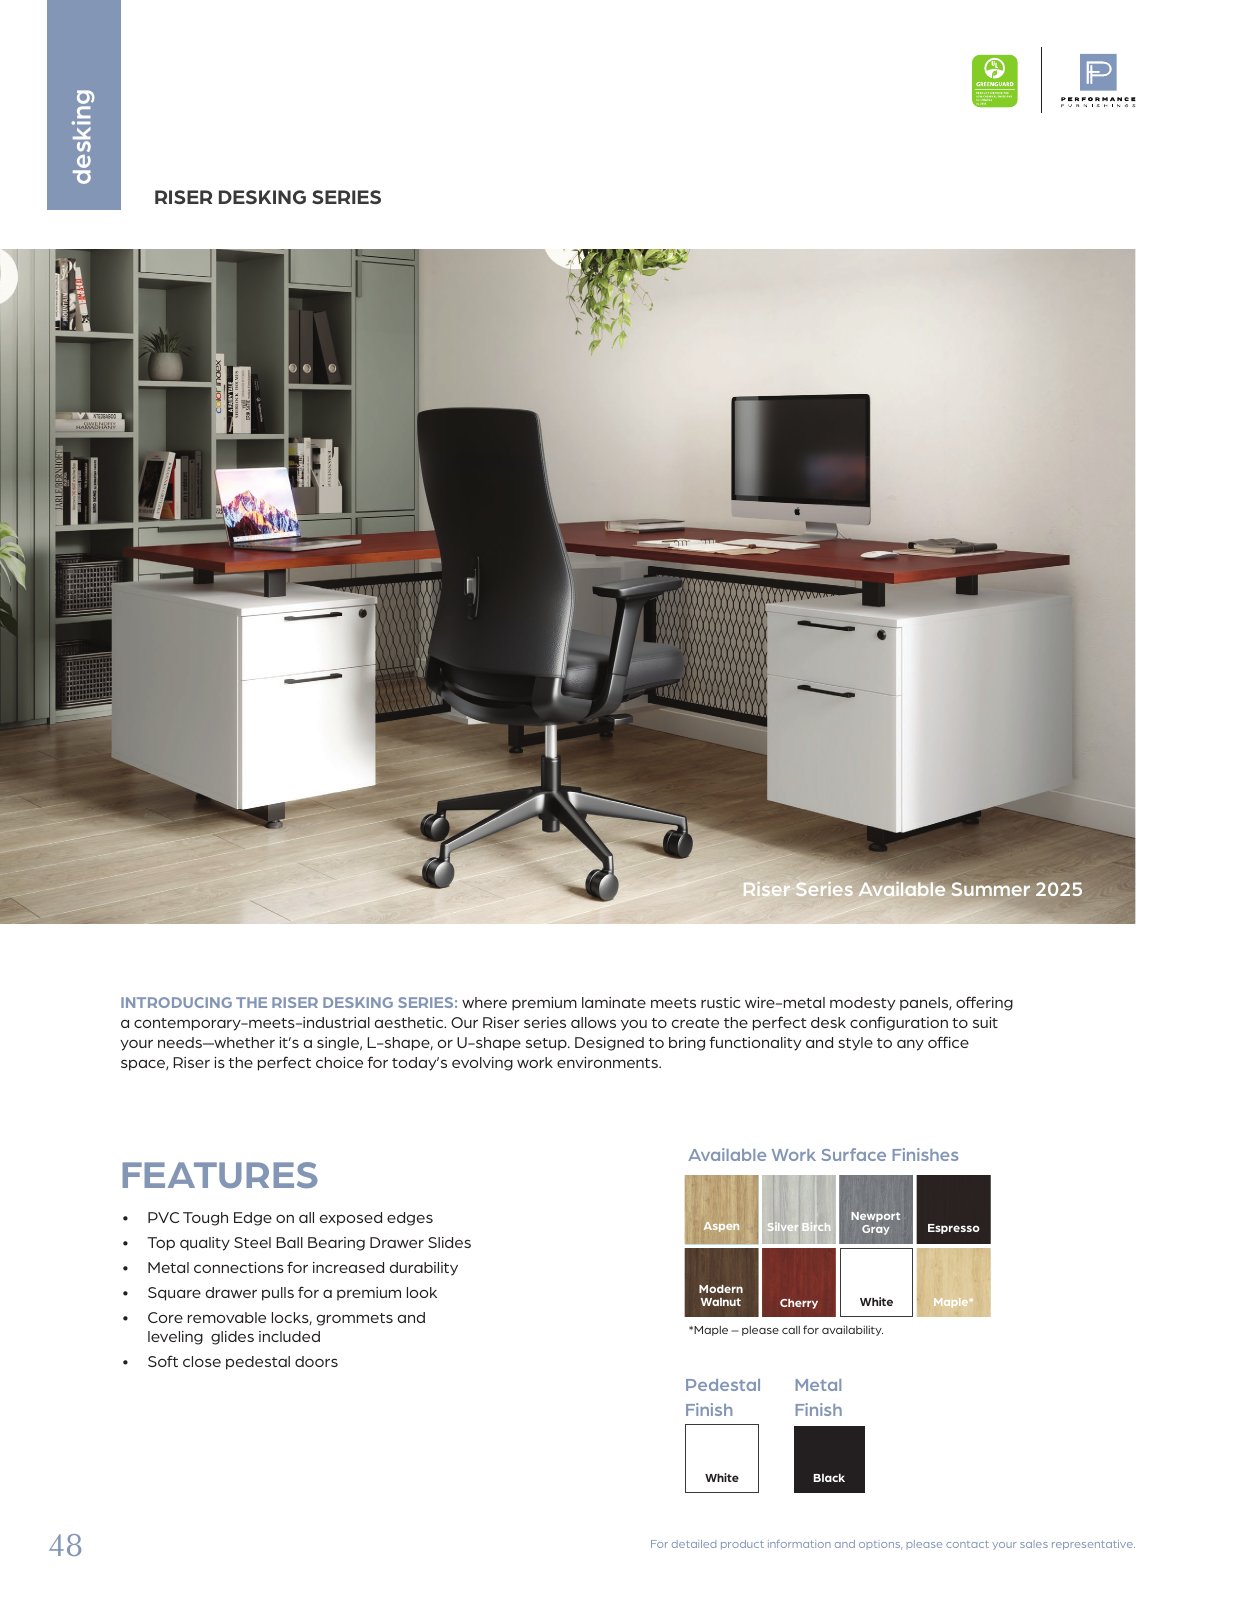 desking
GREENGUARD
PERFORMANCE
FURNISHINGS
RISER DESKING SERIES
color index
Riser Series Available Summer 2025
INTRODUCING THE RISER DESKING SERIES: where premium laminate meets rustic wire-metal modesty panels, offering
a contemporary-meets-industrial aesthetic. Our Riser series allows you to create the perfect desk configuration to suit
your needs—whether it's a single, L-shape, or U-shape setup. Designed to bring functionality and style to any office
space, Riser is the perfect choice for today's evolving work environments.
FEATURES
• PVC Tough Edge on all exposed edges
• Top quality Steel Ball Bearing Drawer Slides
• Metal connections for increased durability
• Square drawer pulls for a premium look
• Core removable locks, grommets and
leveling glides included
• Soft close pedestal doors
Available Work Surface Finishes
Aspen
Silver Birch
Newport
Gray
Espresso
Modern
Walnut
Cherry
White
Maple*
*Maple – please call for availability.
Pedestal
Finish
White
Metal
Finish
Black
48
For detailed product information and options, please contact your sales representative.